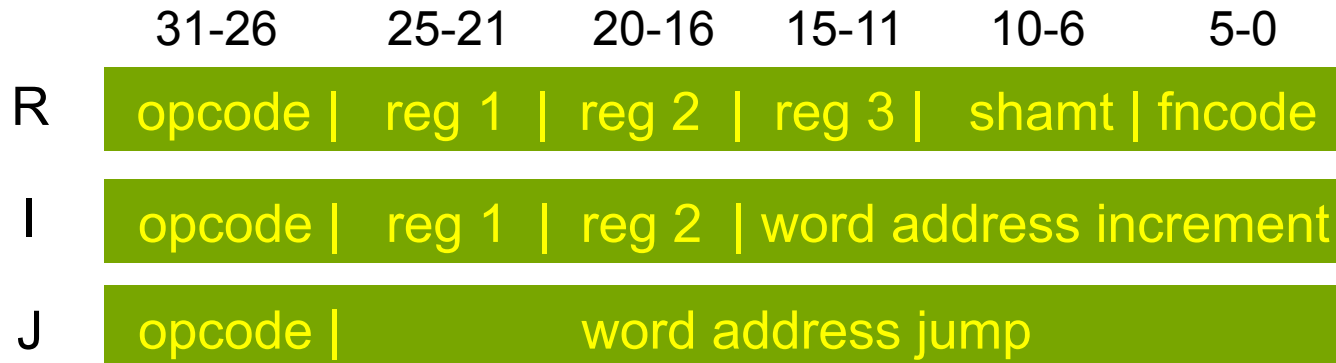 31-26 25-21 20-16 15-11 10-6 5-0
R opcode | reg 1 | reg 2 | reg 3 | shamt | fncode
I opcode | reg 1 | reg 2 | word address increment
J opcode | word address jump